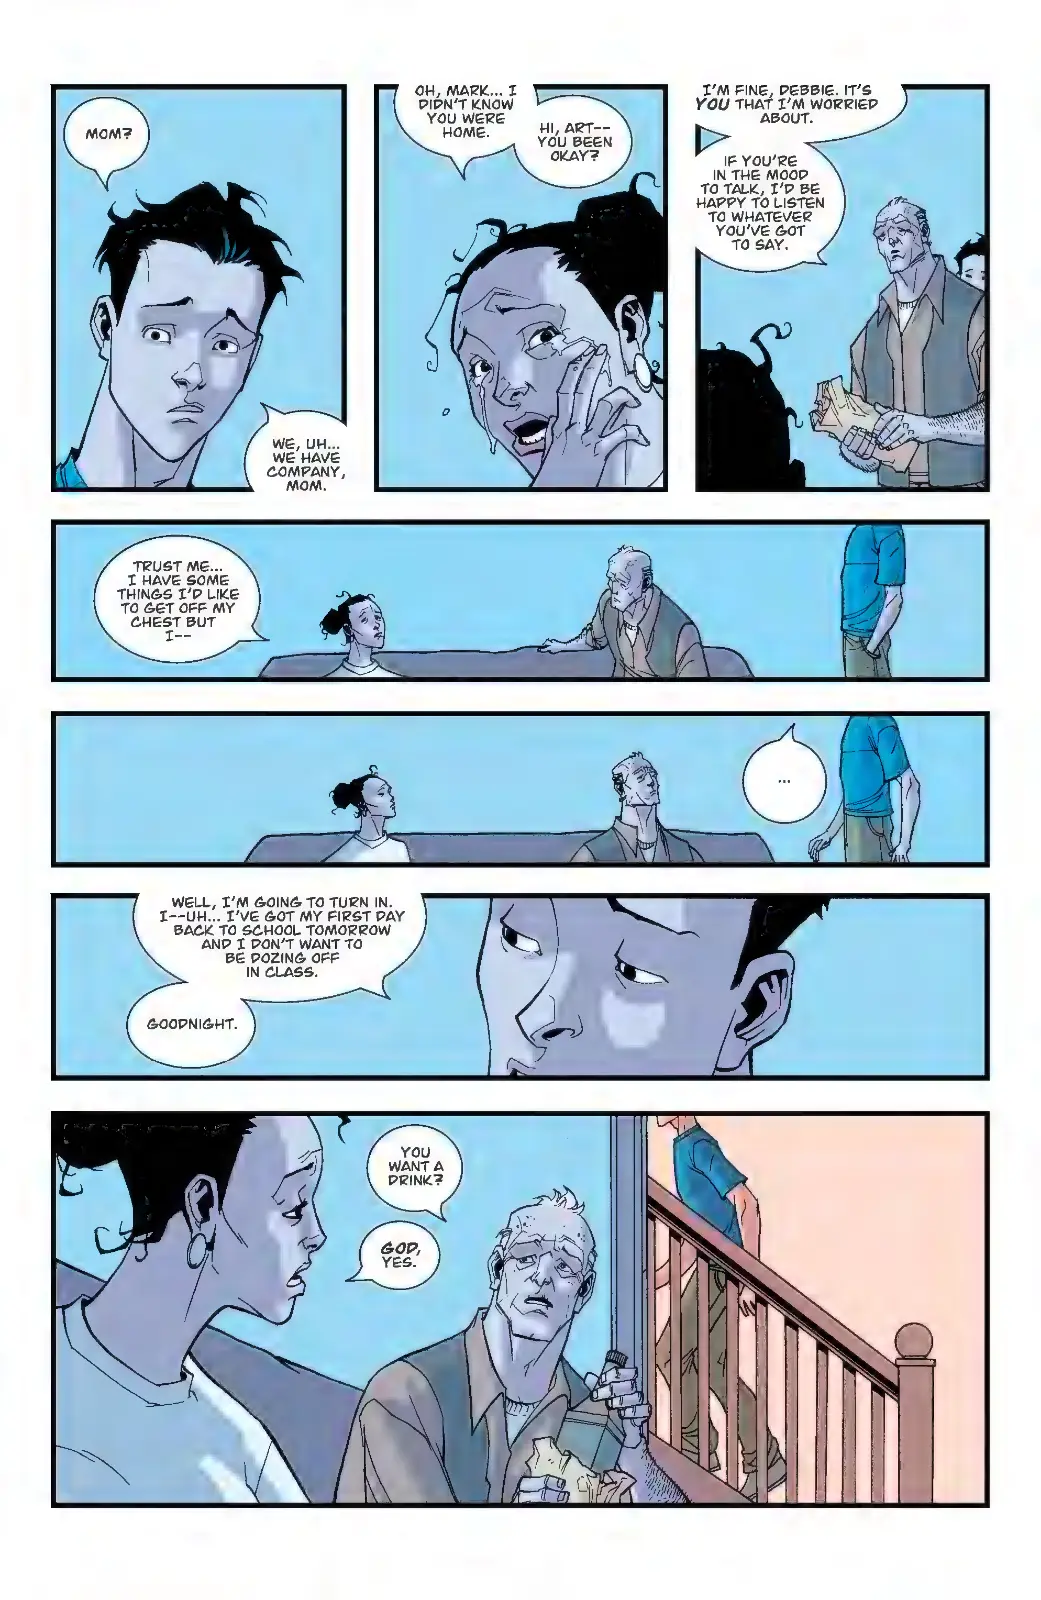 MOM?
WE, UH...
WE HAVE
COMPANY,
MOM.
OH, MARK... I
DIDN'T KNOW
YOU WERE
HOME.
HI, ART--
YOU BEEN
OKAY?
I'M FINE, DEBBIE. IT'S
YOU THAT I'M WORRIED
ABOUT.
IF YOU'RE
IN THE MOOD
TO TALK, I'D BE
HAPPY TO LISTEN
TO WHATEVER
YOU'VE GOT
TO SAY.
TRUST ME...
I HAVE SOME
THINGS I'D LIKE
TO GET OFF MY
CHEST BUT
I--
...
WELL, I'M GOING TO TURN IN.
I--UH... I'VE GOT MY FIRST DAY
BACK TO SCHOOL TOMORROW
AND I DON'T WANT TO
BE DOZING OFF
IN CLASS.
GOODNIGHT.
YOU
WANT A
DRINK?
GOD,
YES.